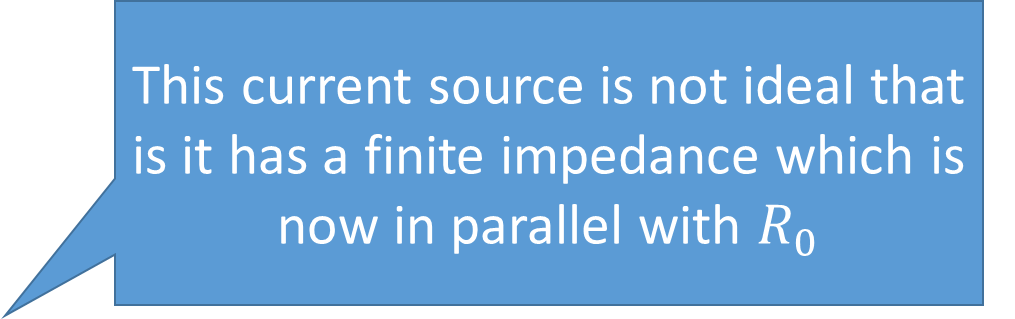 This current source is not ideal that
is it has a finite impedance which is
now in parallel with R₀